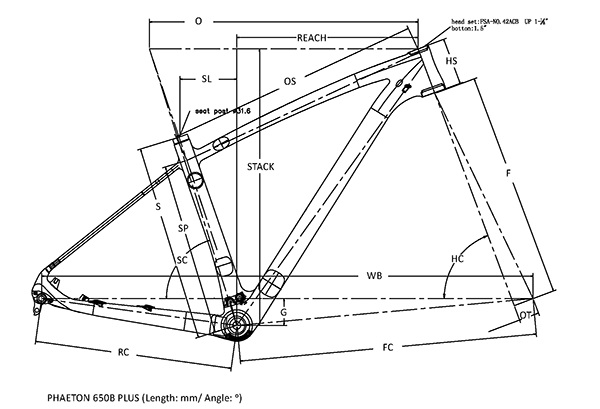 O
head set:FSA-NO.42ACB UP 1-1/4"
botton:1.5"
REACH
HS
SL
OS
seat post ø31.6
STACK
F
S
SP
SC
HC
WB
G
OT
RC
FC
PHAETON 650B PLUS (Length: mm/ Angle: º)